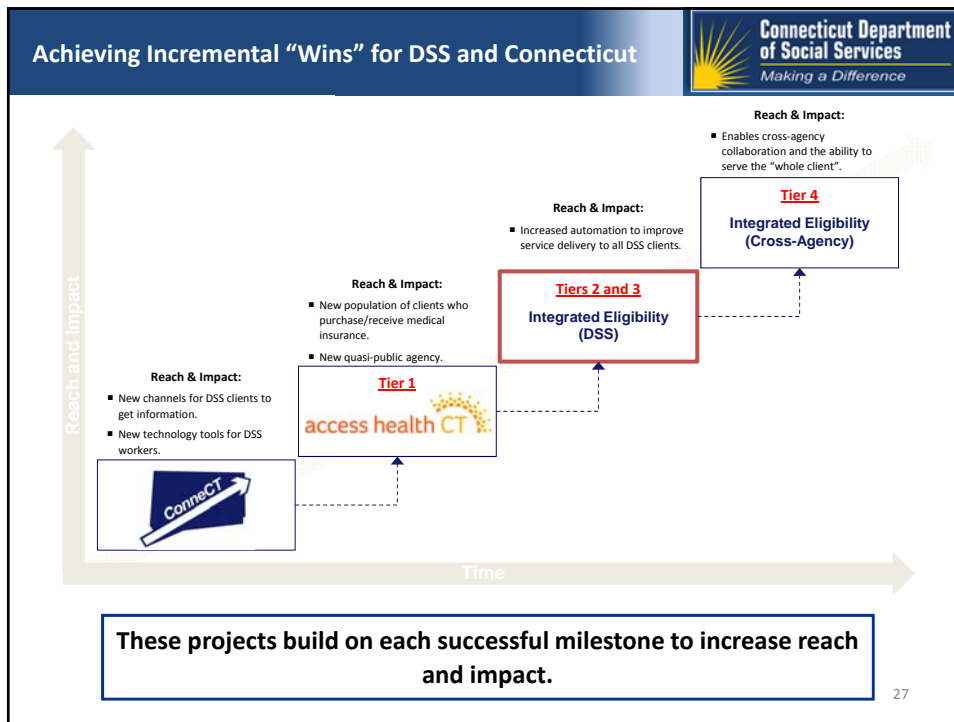 Achieving Incremental “Wins” for DSS and Connecticut
Connecticut Department
of Social Services
Making a Difference
Reach and Impact
Reach & Impact:
▪ New channels for DSS clients to
get information.
▪ New technology tools for DSS
workers.
ConneCT
Reach & Impact:
▪ New population of clients who
purchase/receive medical
insurance.
▪ New quasi-public agency.
Tier 1
access health CT
Reach & Impact:
▪ Increased automation to improve
service delivery to all DSS clients.
Tiers 2 and 3
Integrated Eligibility
(DSS)
Reach & Impact:
▪ Enables cross-agency
collaboration and the ability to
serve the “whole client”.
Tier 4
Integrated Eligibility
(Cross-Agency)
Time
These projects build on each successful milestone to increase reach
and impact.
27